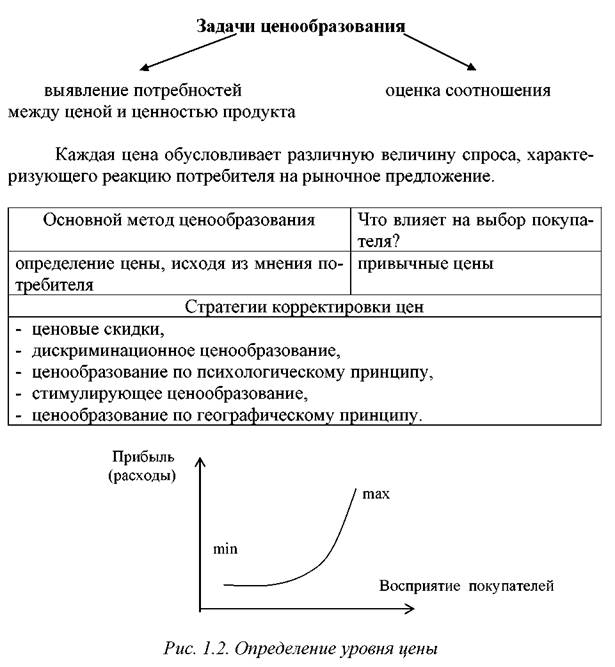 Задачи ценообразования
выявление потребностей оценка соотношения
между ценой и ценностью продукта
Каждая цена обусловливает различную величину спроса, характе-
ризующего реакцию потребителя на рыночное предложение.
Основной метод ценообразования
Что влияет на выбор покупа-
теля?
определение цены, исходя из мнения по-
требителя
привычные цены
Стратегии корректировки цен
- ценовые скидки,
- дискриминационное ценообразование,
- ценообразование по психологическому принципу,
- стимулирующее ценообразование,
- ценообразование по географическому принципу.
Прибыль
(расходы)
max
min
Восприятие покупателей
Рис. 1.2. Определение уровня цены